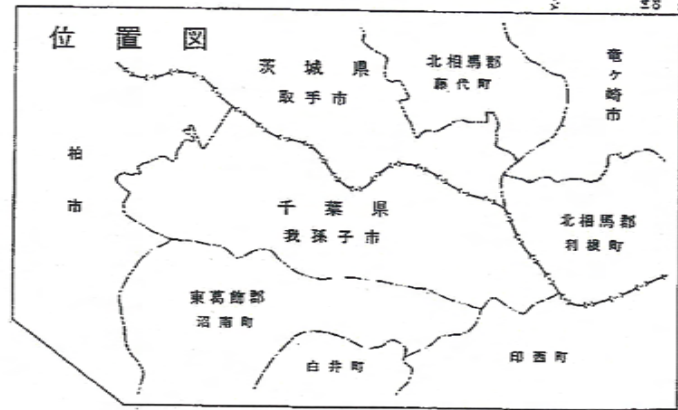 位置図
茨城県
取手市
北相馬郡
藤代町
竜ヶ崎市
柏市
千葉県
我孫子市
北相馬郡
利根町
東葛飾郡
沼南町
白井町
印西町